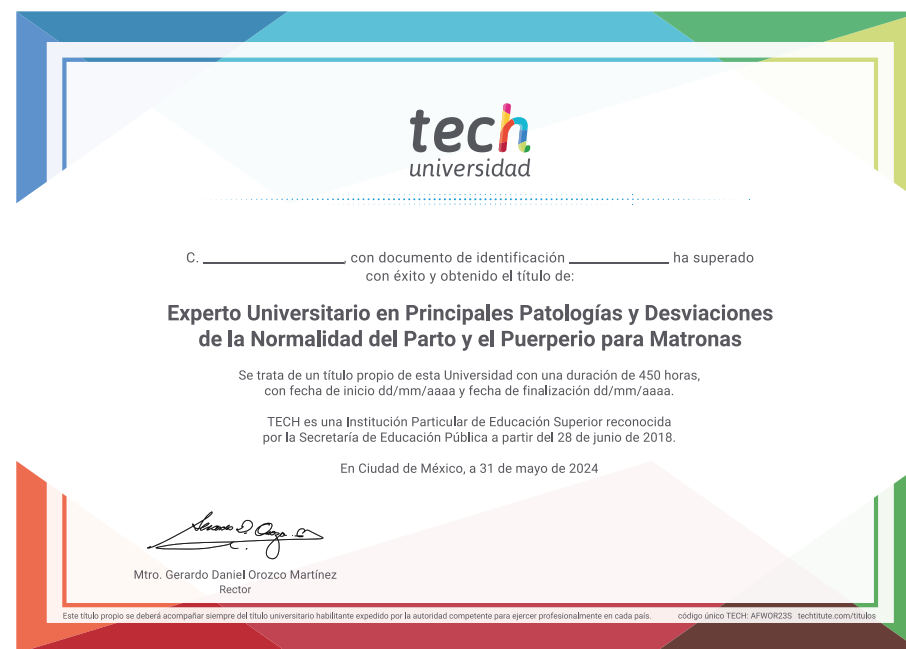 tech
universidad
C. ____________, con documento de identificación ____________ ha superado
con éxito y obtenido el título de:
Experto Universitario en Principales Patologías y Desviaciones
de la Normalidad del Parto y el Puerperio para Matronas
Se trata de un título propio de esta Universidad con una duración de 450 horas,
con fecha de inicio dd/mm/aaaa y fecha de finalización dd/mm/aaaa.
TECH es una Institución Particular de Educación Superior reconocida
por la Secretaría de Educación Pública a partir del 28 de junio de 2018.
En Ciudad de México, a 31 de mayo de 2024
Mtro. Gerardo Daniel Orozco Martínez
Rector
Este título propio se deberá acompañar siempre del título universitario habilitante expedido por la autoridad competente para ejercer profesionalmente en cada país. código único TECH: AFWOR23S techtitute.com/titulos